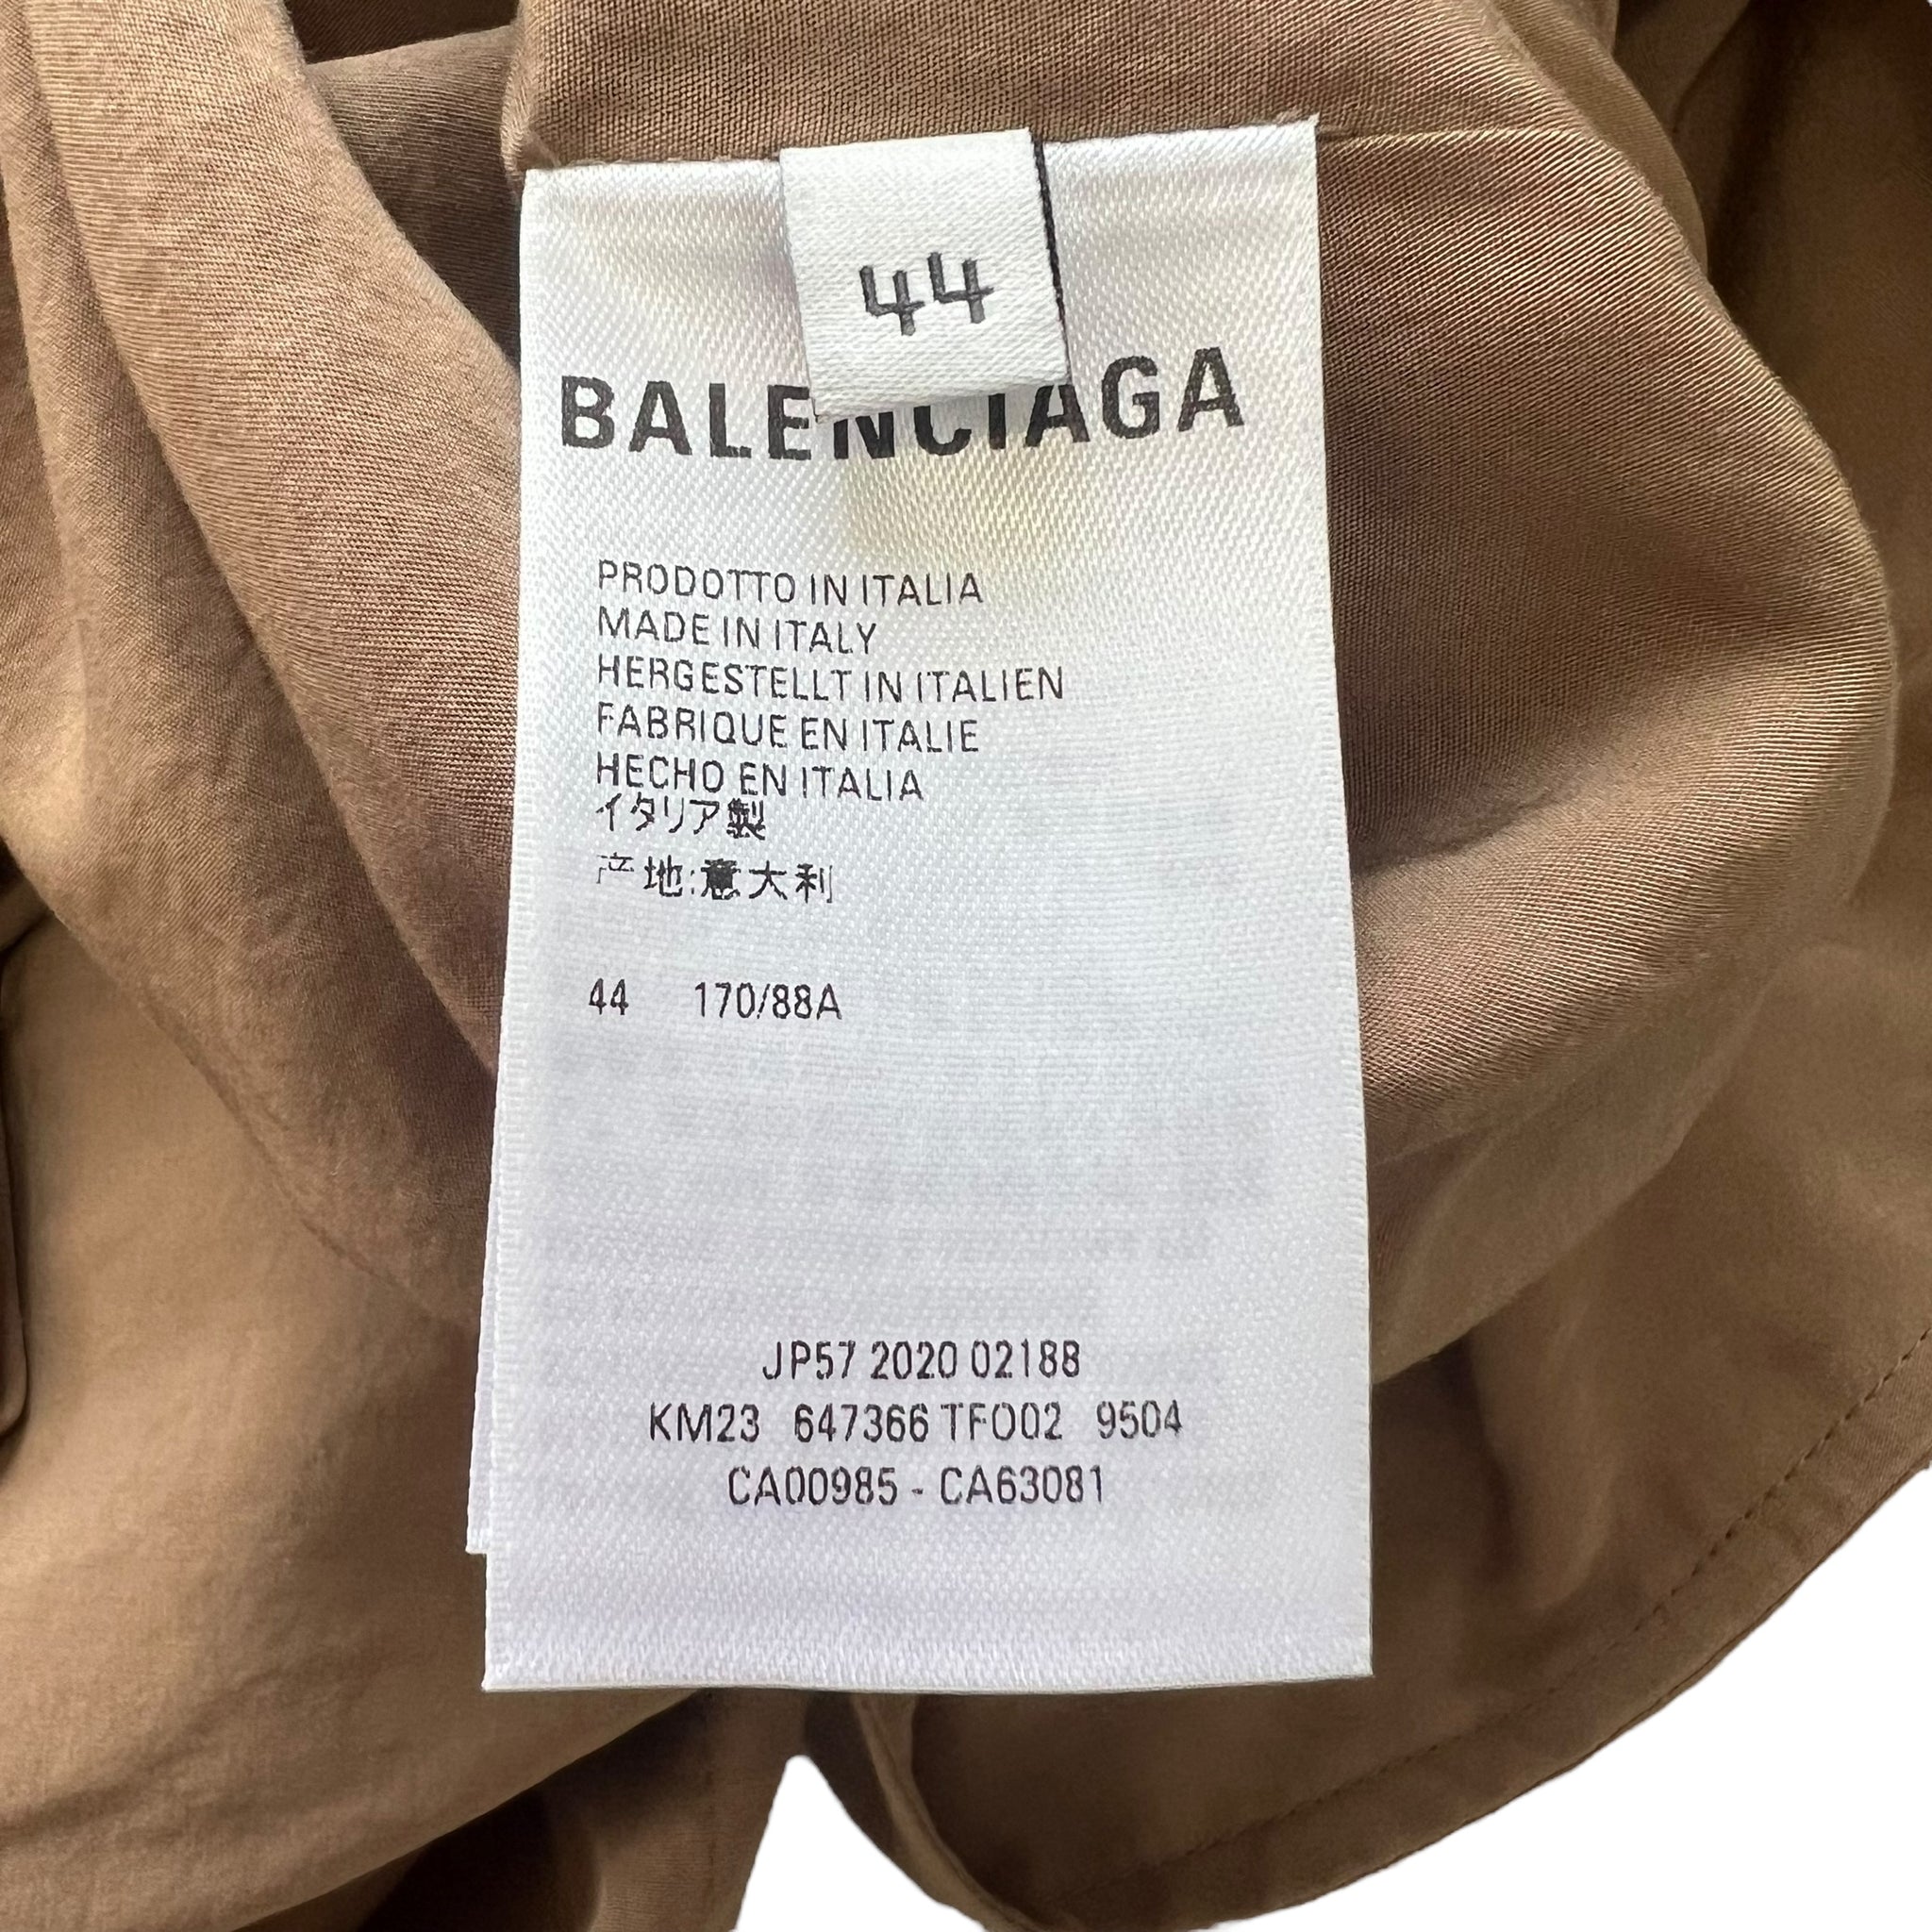 44
BALENCIAGA
PRODOTTO IN ITALIA
MADE IN ITALY
HERGESTELLT IN ITALIEN
FABRIQUE EN ITALIE
HECHO EN ITALIA
イタリア製
产地:意大利
44 170/88A
JP57 2020 02188
KM23 647366 TFO02 9504
CA00985 - CA63081